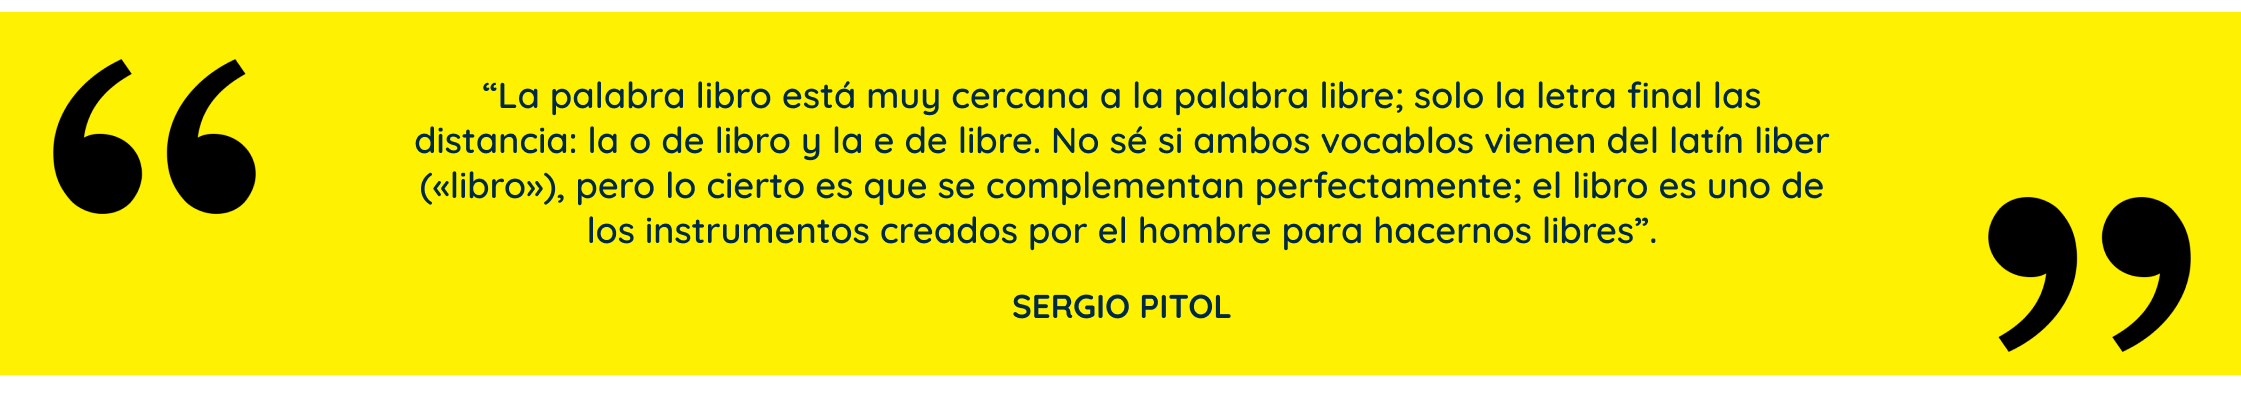 “La palabra libro está muy cercana a la palabra libre; solo la letra final las
distancia: la o de libro y la e de libre. No sé si ambos vocablos vienen del latín liber
(«libro»), pero lo cierto es que se complementan perfectamente; el libro es uno de
los instrumentos creados por el hombre para hacernos libres”.
SERGIO PITOL